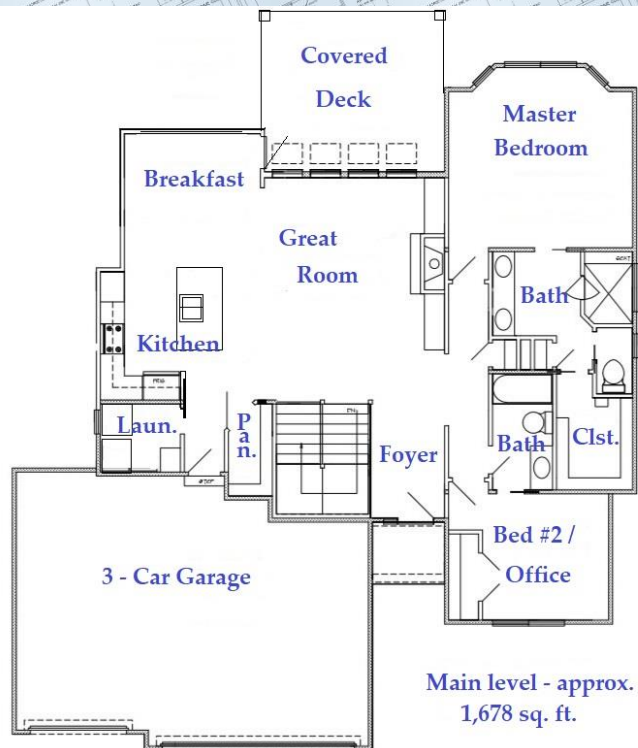 Covered
Deck
Master
Bedroom
Breakfast
Great
Room
Bath
Kitchen
Laun.
Pan.
Foyer
Bath
Clst.
Bed #2 /
Office
3 - Car Garage
Main level - approx.
1,678 sq. ft.